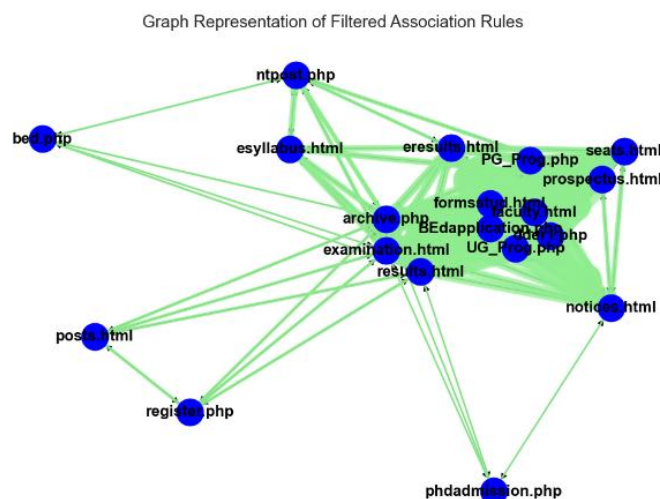 Graph Representation of Filtered Association Rules
ntpost.php
bed.php
esyllabus.html
eresults.html
seats.html
PG_Prog.php
prospectus.html
formsstud.html
faculty.html
archive.php
BEdapplication.php
UG_Prog.php
examination.html
results.html
notices.html
posts.html
register.php
phdadmission.php